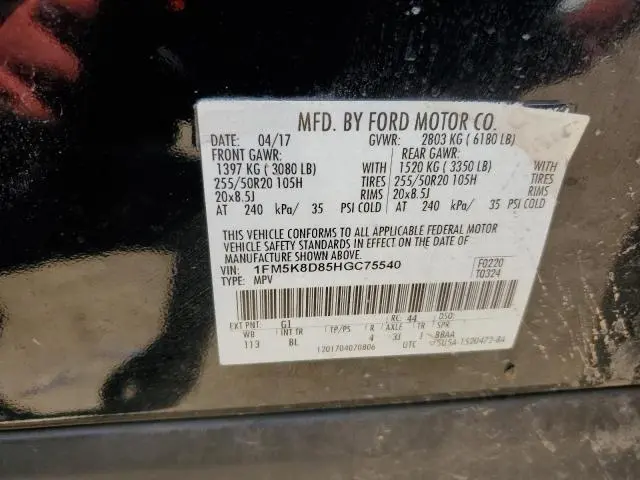 MFD. BY FORD MOTOR CO.
DATE: 04/17 GVWR: 2803 KG ( 6180 LB)
FRONT GAWR: REAR GAWR:
1397 KG ( 3080 LB) WITH 1520 KG ( 3350 LB) WITH
255/50R20 105H TIRES 255/50R20 105H TIRES
20x8.5J RIMS 20x8.5J RIMS
AT 240 kPa/ 35 PSI COLD AT 240 kPa/ 35 PSI COLD
THIS VEHICLE CONFORMS TO ALL APPLICABLE FEDERAL MOTOR
VEHICLE SAFETY STANDARDS IN EFFECT ON THE DATE OF
MANUFACTURE SHOWN ABOVE.
VIN: 1FM5K8D85HGC75540 F0220
TYPE: MPV T0324
EXT PNT: G1 RC: 44 DSO:
WB INT TR TP/PS R AXLE TR SPR
113 BL 4 33 BBAA
1201704070806 UTC